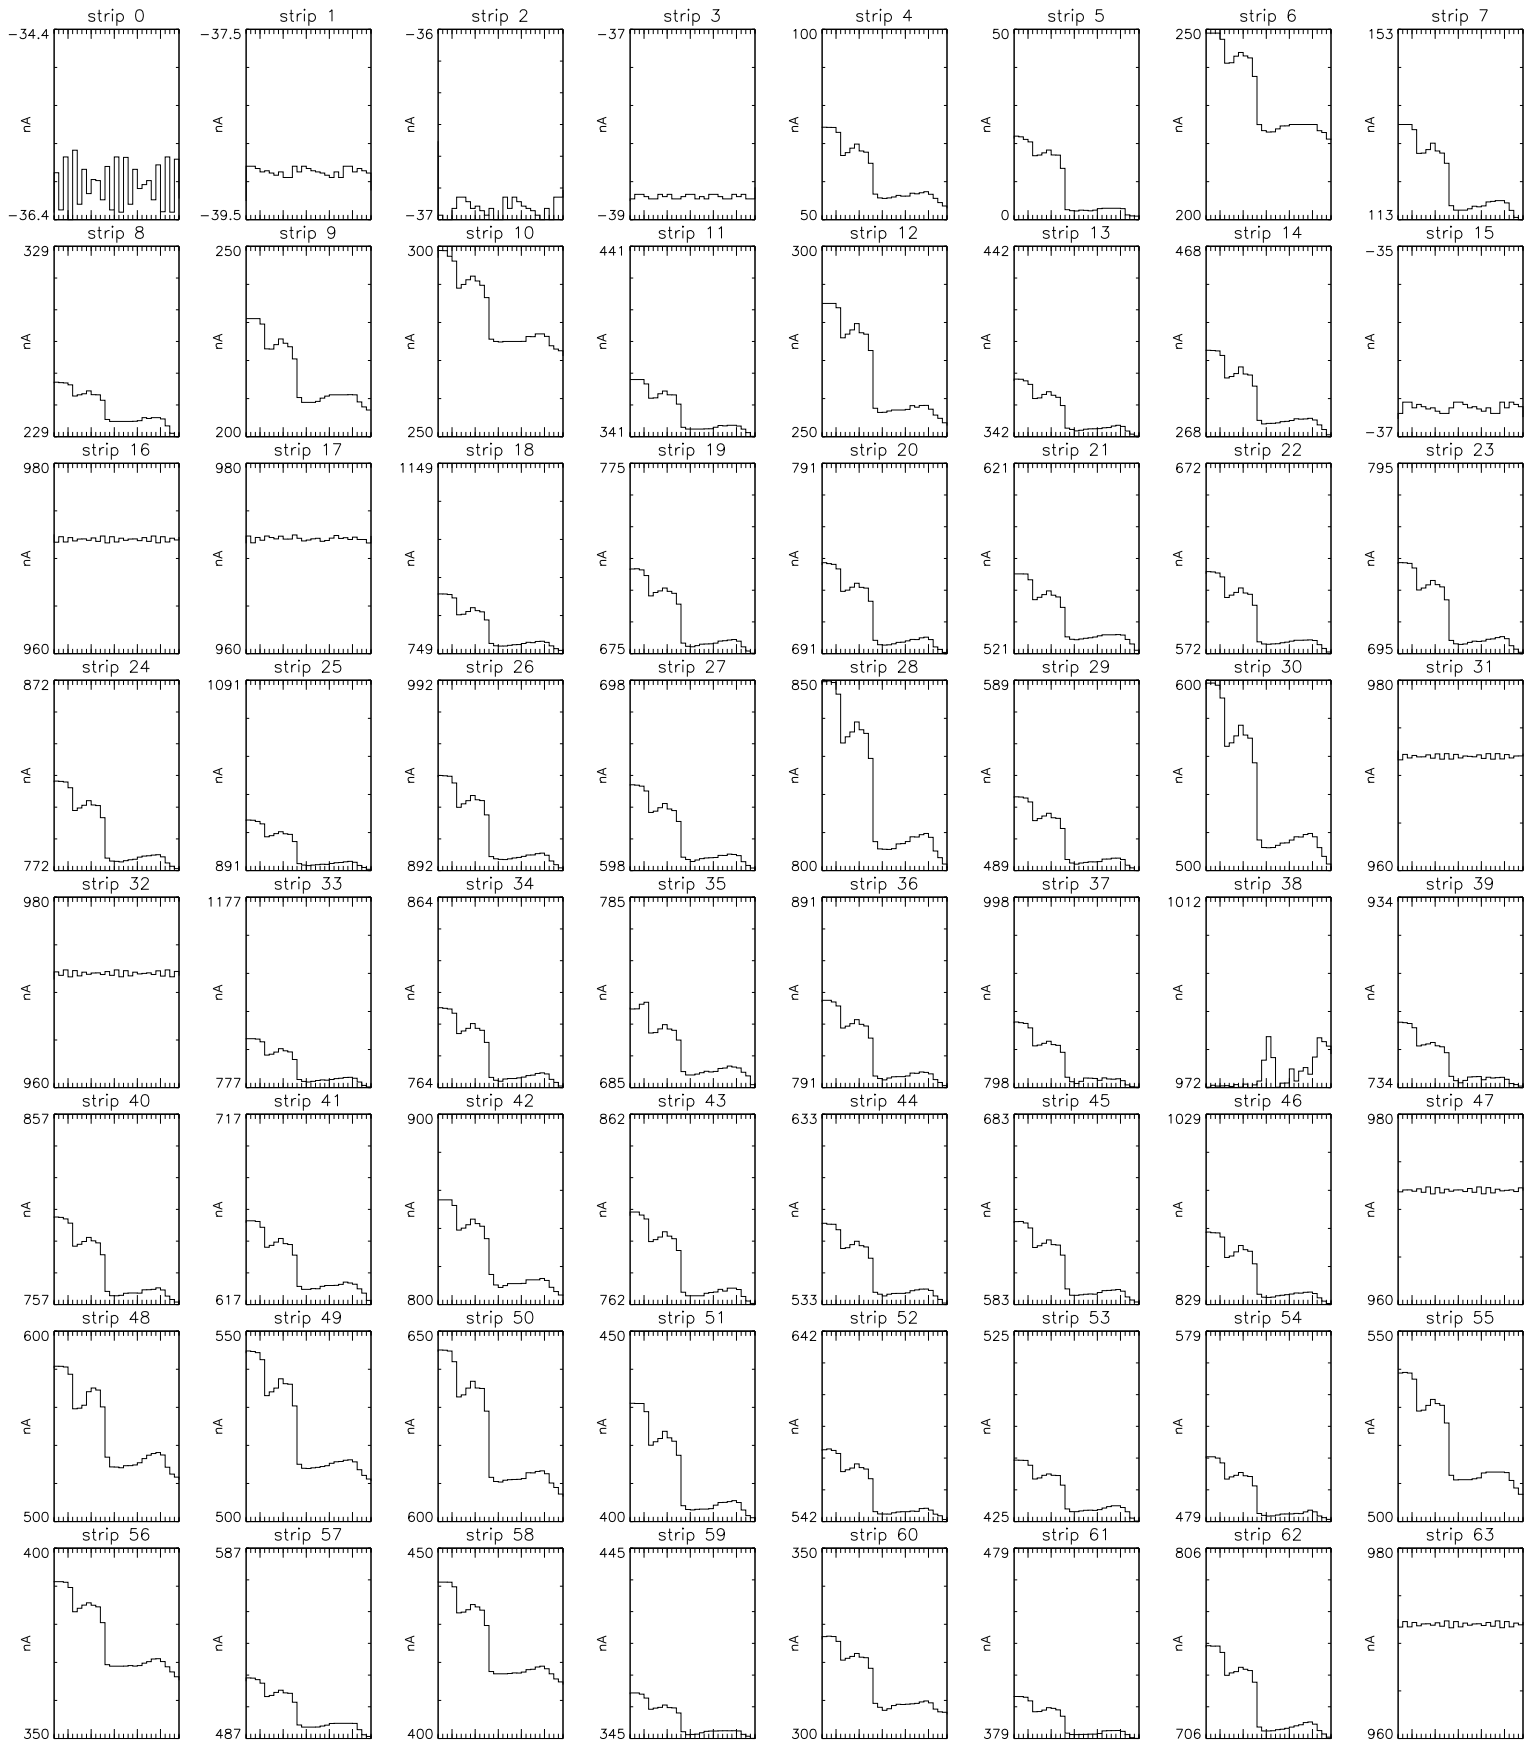 strip 0 strip 1 strip 2 strip 3 strip 4 strip 5 strip 6 strip 7
-34.4 -37.5 -36 -37 100 50 250 153
nA nA nA nA nA nA nA nA
-36.4 -39.5 -37 -39 50 0 200 113
strip 8 strip 9 strip 10 strip 11 strip 12 strip 13 strip 14 strip 15
329 250 300 441 300 442 468 -35
nA nA nA nA nA nA nA nA
229 200 250 341 250 342 268 -37
strip 16 strip 17 strip 18 strip 19 strip 20 strip 21 strip 22 strip 23
980 980 1149 775 791 621 672 795
nA nA nA nA nA nA nA nA
960 960 749 675 691 521 572 695
strip 24 strip 25 strip 26 strip 27 strip 28 strip 29 strip 30 strip 31
872 1091 992 698 850 589 600 980
nA nA nA nA nA nA nA nA
772 891 892 598 800 489 500 960
strip 32 strip 33 strip 34 strip 35 strip 36 strip 37 strip 38 strip 39
980 1177 864 785 891 998 1012 934
nA nA nA nA nA nA nA nA
960 777 764 685 791 798 972 734
strip 40 strip 41 strip 42 strip 43 strip 44 strip 45 strip 46 strip 47
857 717 900 862 633 683 1029 980
nA nA nA nA nA nA nA nA
757 617 800 762 533 583 829 960
strip 48 strip 49 strip 50 strip 51 strip 52 strip 53 strip 54 strip 55
600 550 650 450 642 525 579 550
nA nA nA nA nA nA nA nA
500 500 600 400 542 425 479 500
strip 56 strip 57 strip 58 strip 59 strip 60 strip 61 strip 62 strip 63
400 587 450 445 350 479 806 980
nA nA nA nA nA nA nA nA
350 487 400 345 300 379 706 960